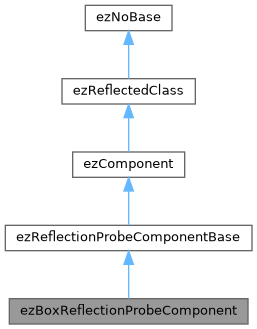 ezNoBase
ezReflectedClass
ezComponent
ezReflectionProbeComponentBase
ezBoxReflectionProbeComponent